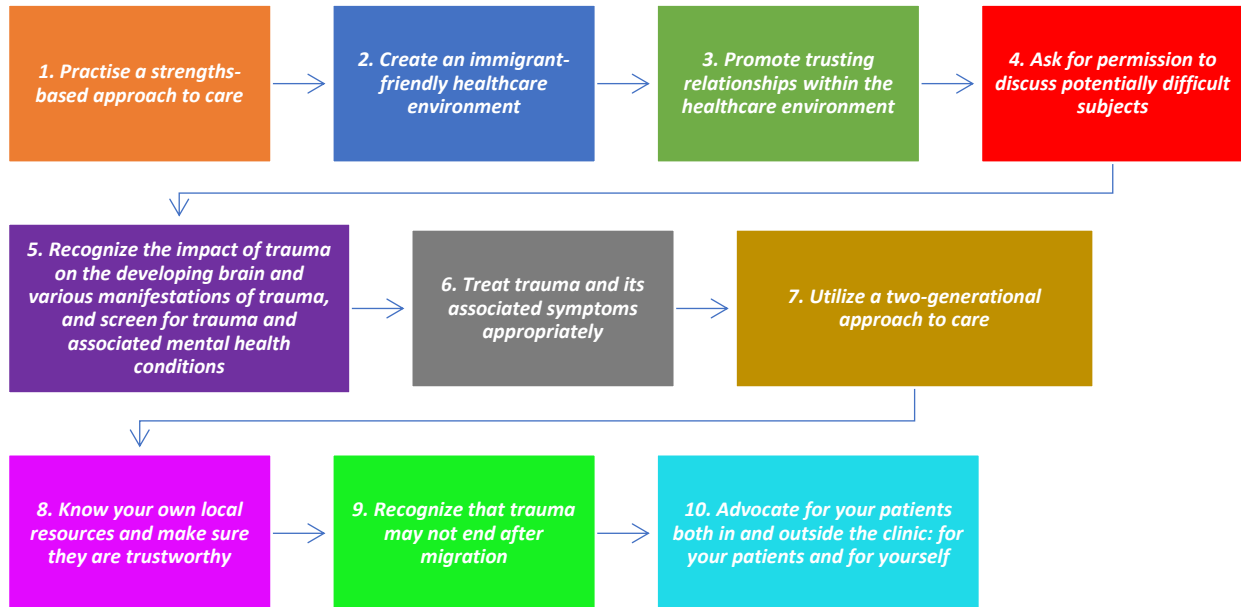 1. Practise a strengths-
based approach to care
2. Create an immigrant-
friendly healthcare
environment
3. Promote trusting
relationships within the
healthcare environment
4. Ask for permission to
discuss potentially difficult
subjects
5. Recognize the impact of trauma
on the developing brain and
various manifestations of trauma,
and screen for trauma and
associated mental health
conditions
6. Treat trauma and its
associated symptoms
appropriately
7. Utilize a two-generational
approach to care
8. Know your own local
resources and make sure
they are trustworthy
9. Recognize that trauma
may not end after
migration
10. Advocate for your patients
both in and outside the clinic: for
your patients and for yourself